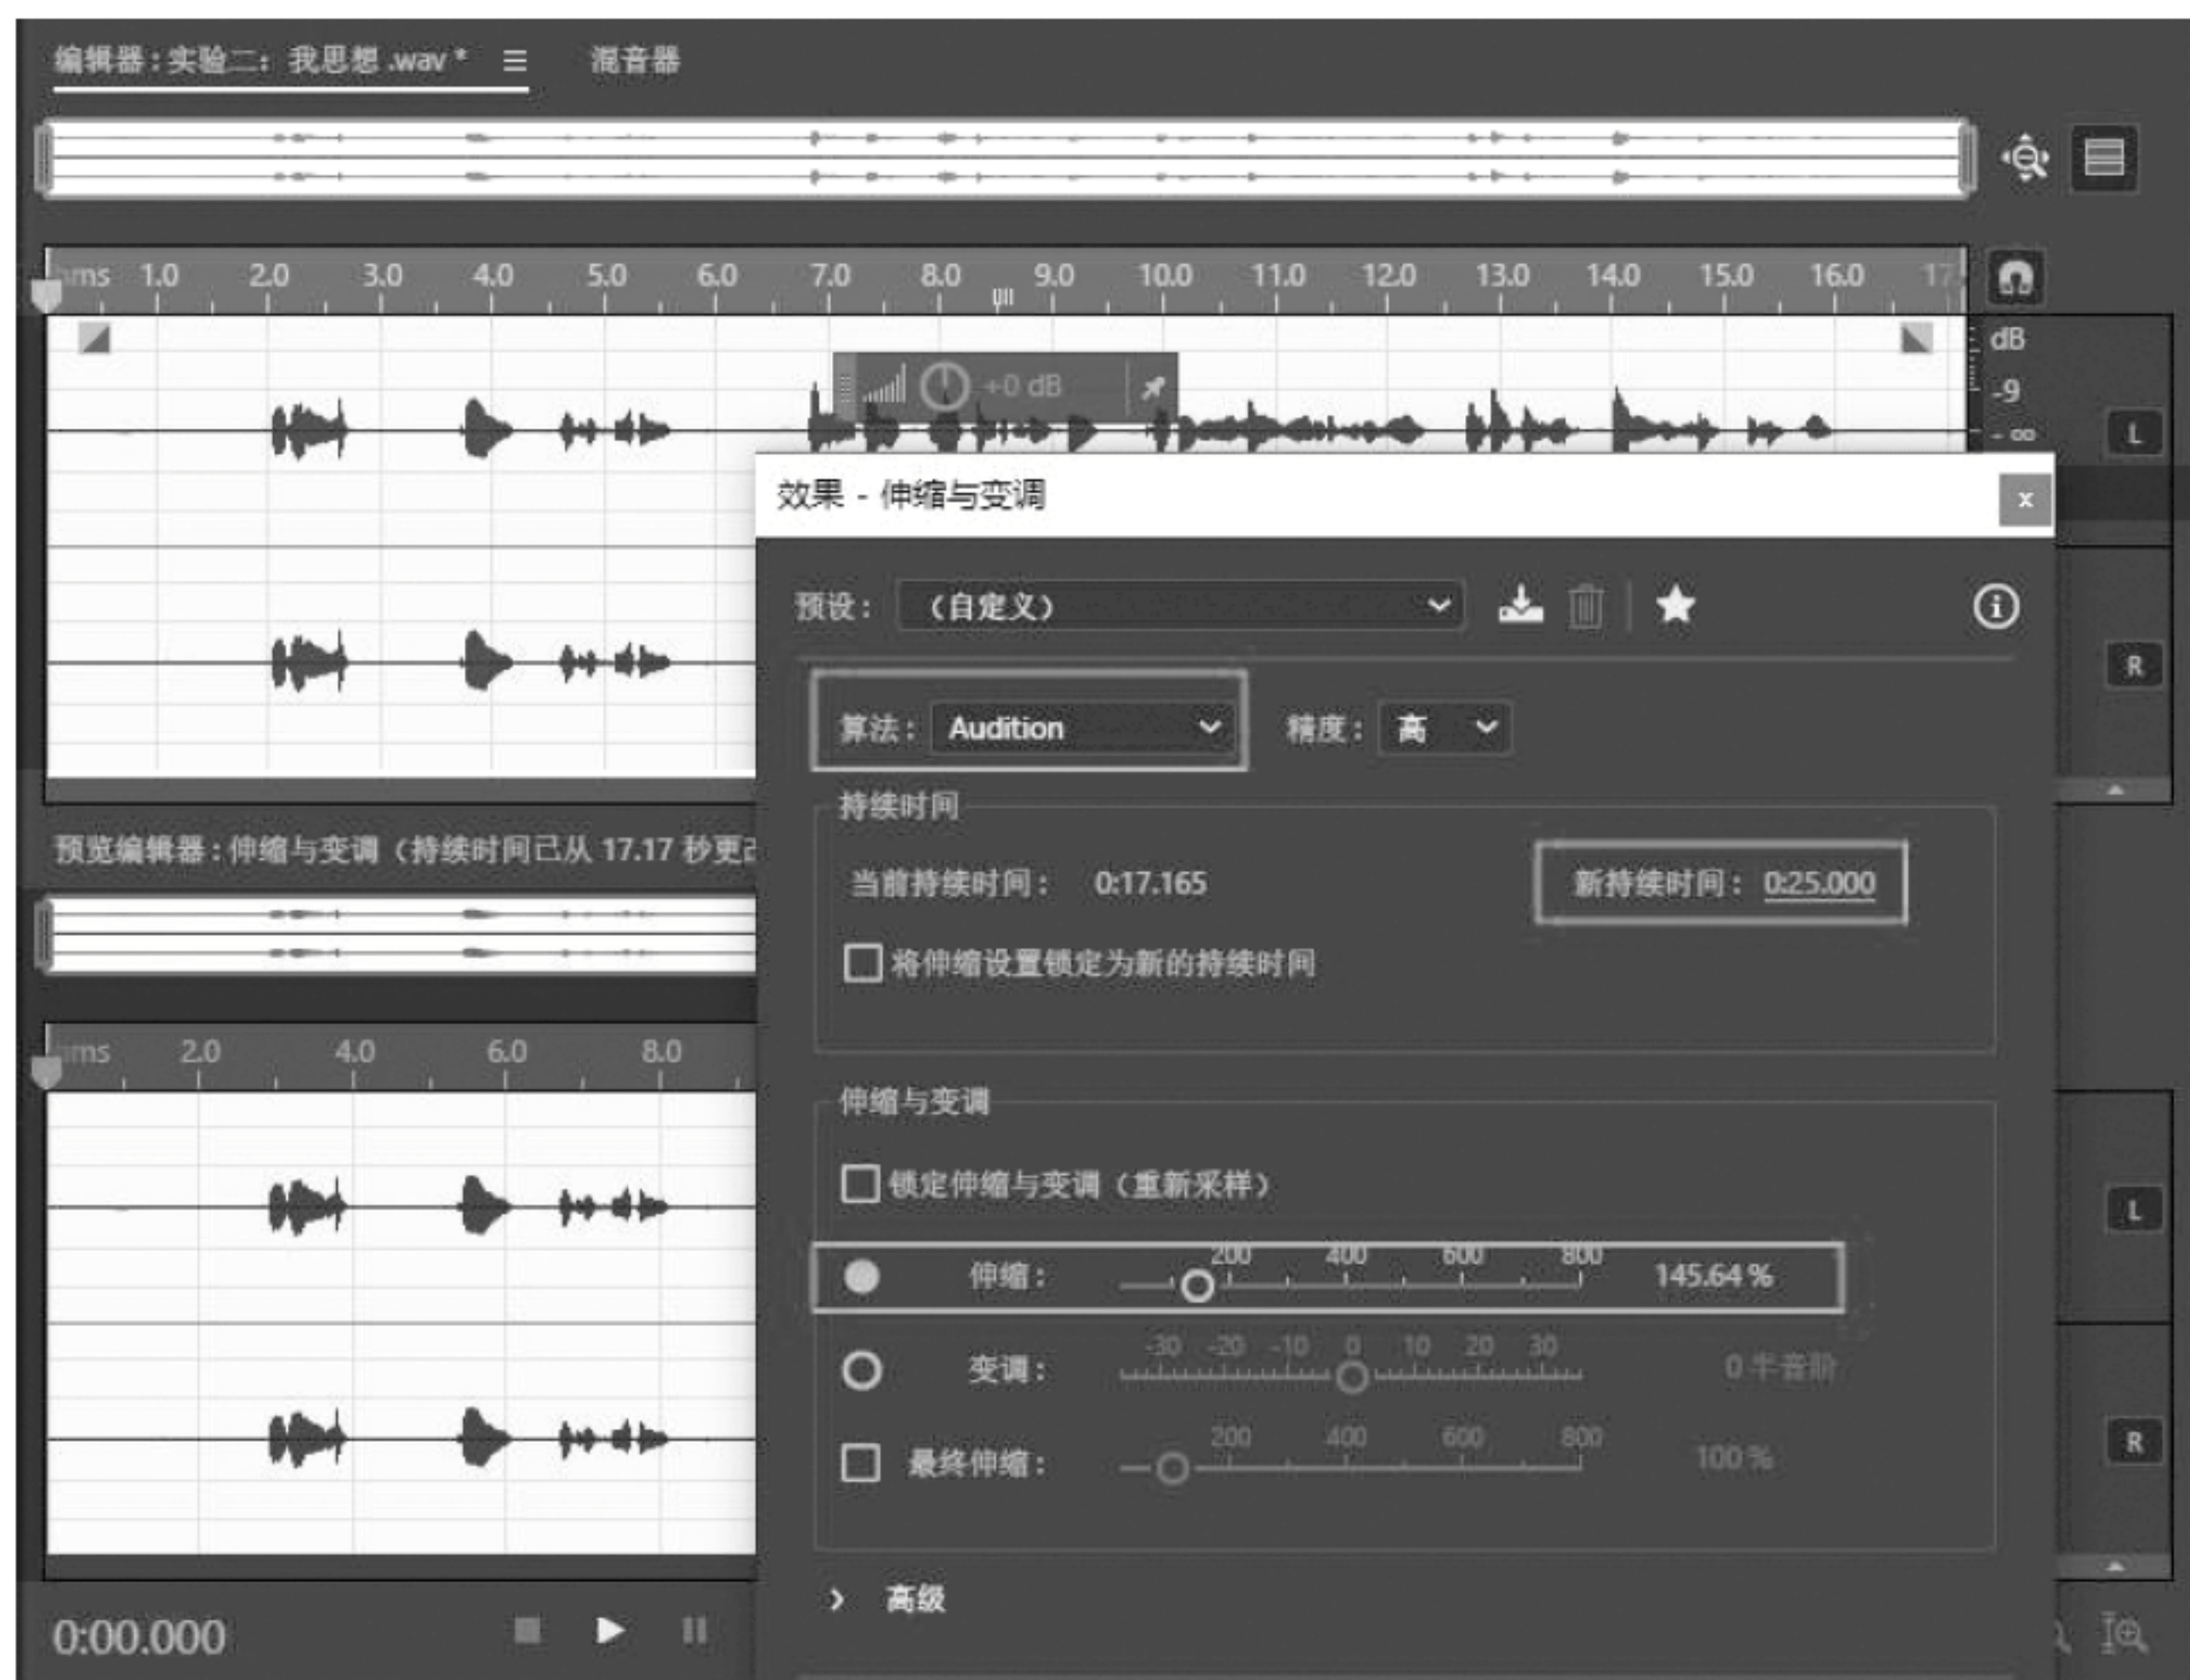 编辑器:实验二:我思想.wav* 混音器
hms 1.0 2.0 3.0 4.0 5.0 6.0 7.0 8.0 9.0 10.0 11.0 12.0 13.0 14.0 15.0 16.0 17
dB
+0 dB
-9
-∞
L
效果 - 伸缩与变调 x
预设: (自定义)
R
算法: Audition 精度: 高
持续时间
预览编辑器:伸缩与变调(持续时间已从 17.17 秒更
当前持续时间: 0:17.165 新持续时间: 0:25.000
将伸缩设置锁定为新的持续时间
hms 2.0 4.0 6.0 8.0
伸缩与变调
锁定伸缩与变调(重新采样)
L
200 400 600 800
伸缩: 145.64 %
-30 -20 -10 0 10 20 30
变调: 0 半音阶
200 400 600 800
R
最终伸缩: 100 %
高级
0:00.000